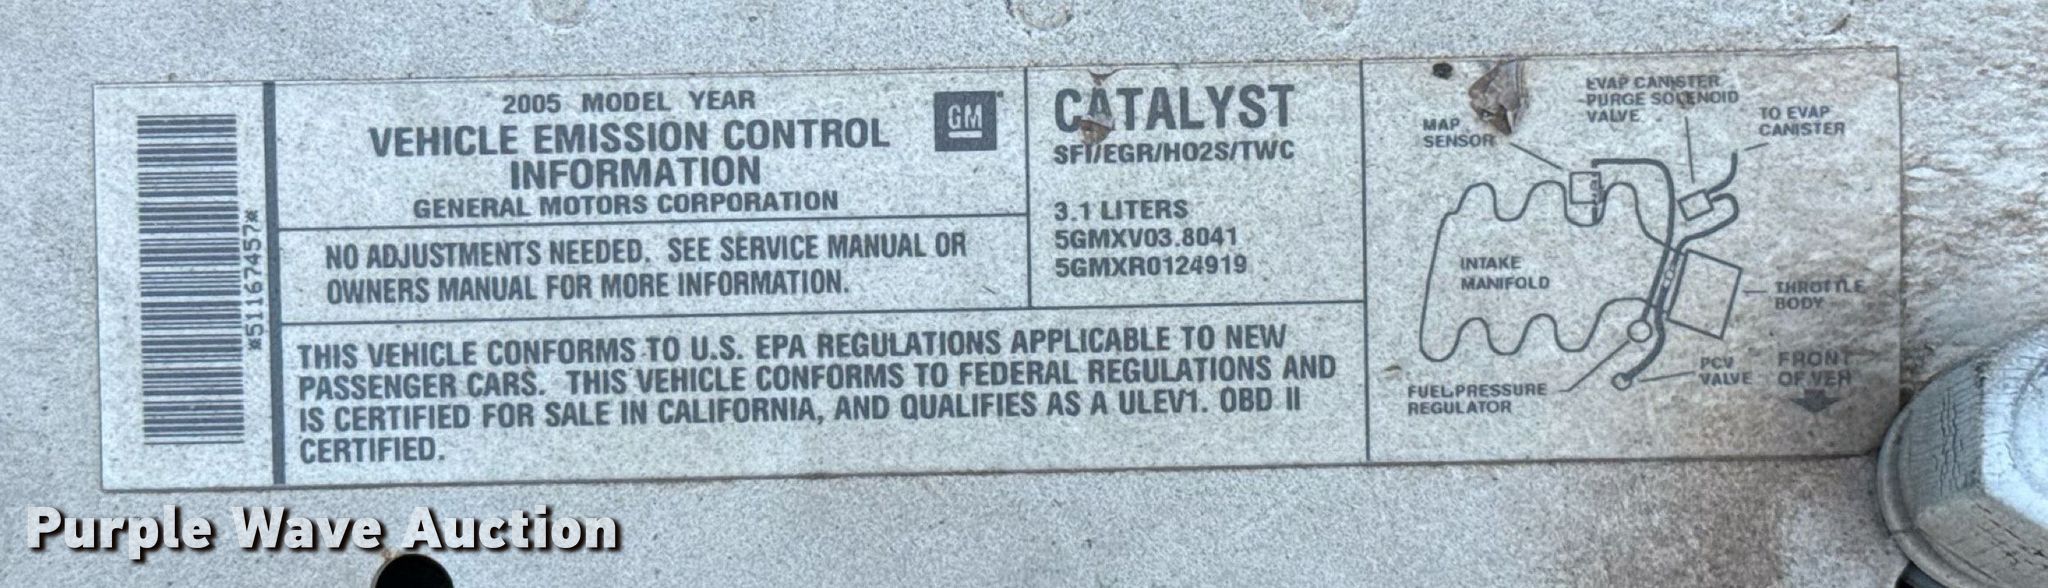 *51167457*
2005 MODEL YEAR
VEHICLE EMISSION CONTROL
INFORMATION
GENERAL MOTORS CORPORATION
GM
NO ADJUSTMENTS NEEDED. SEE SERVICE MANUAL OR
OWNERS MANUAL FOR MORE INFORMATION.
CATALYST
SFI/EGR/HO2S/TWC
3.1 LITERS
5GMXV03.8041
5GMXR0124919
THIS VEHICLE CONFORMS TO U.S. EPA REGULATIONS APPLICABLE TO NEW
PASSENGER CARS. THIS VEHICLE CONFORMS TO FEDERAL REGULATIONS AND
IS CERTIFIED FOR SALE IN CALIFORNIA, AND QUALIFIES AS A ULEV1. OBD II
CERTIFIED.
EVAP CANISTER
PURGE SOLENOID
VALVE
TO EVAP
CANISTER
MAP
SENSOR
INTAKE
MANIFOLD
THROTTLE
BODY
PCV
VALVE
FRONT
OF VEH
FUEL PRESSURE
REGULATOR
Purple Wave Auction